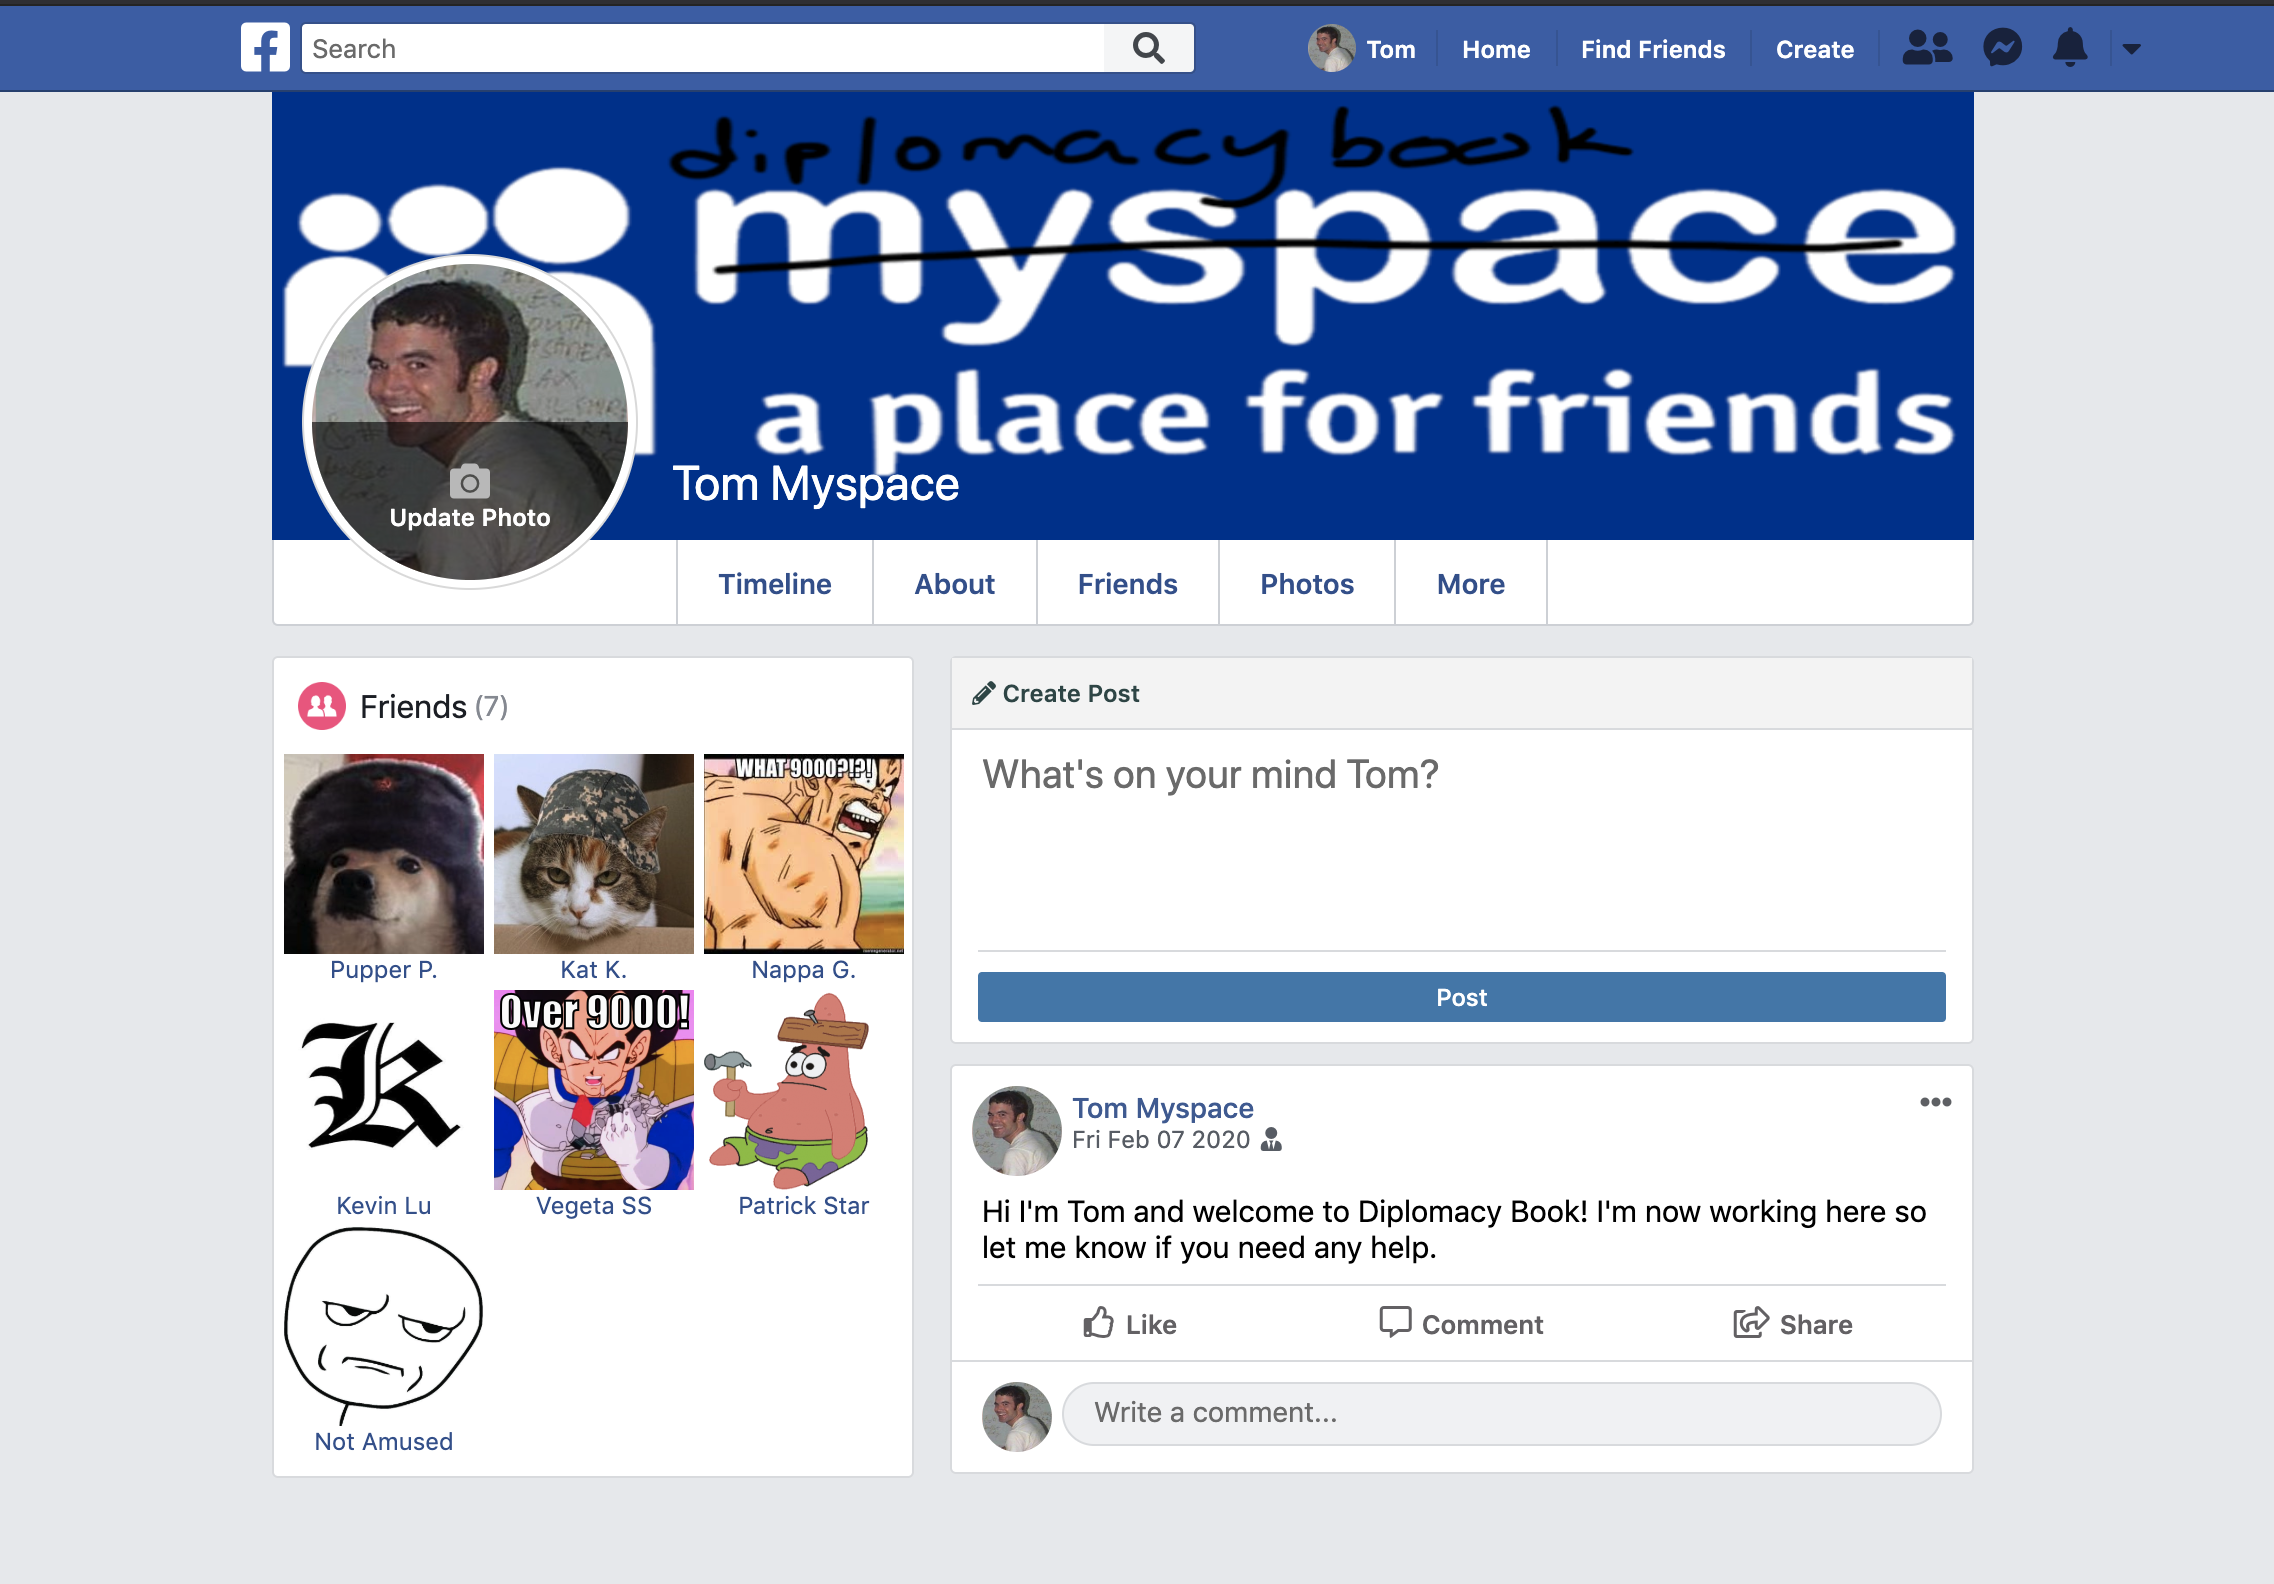 Search
Tom
Home
Find Friends
Create
diplomacy book
myspace
a place for friends
Tom Myspace
Update Photo
Timeline
About
Friends
Photos
More
Friends (7)
WHAT 9000?!?!
Pupper P.
Kat K.
Nappa G.
Over 9000!
K
Kevin Lu
Vegeta SS
Patrick Star
Not Amused
Create Post
What's on your mind Tom?
Post
Tom Myspace
Fri Feb 07 2020
Hi I'm Tom and welcome to Diplomacy Book! I'm now working here so
let me know if you need any help.
Like
Comment
Share
Write a comment...